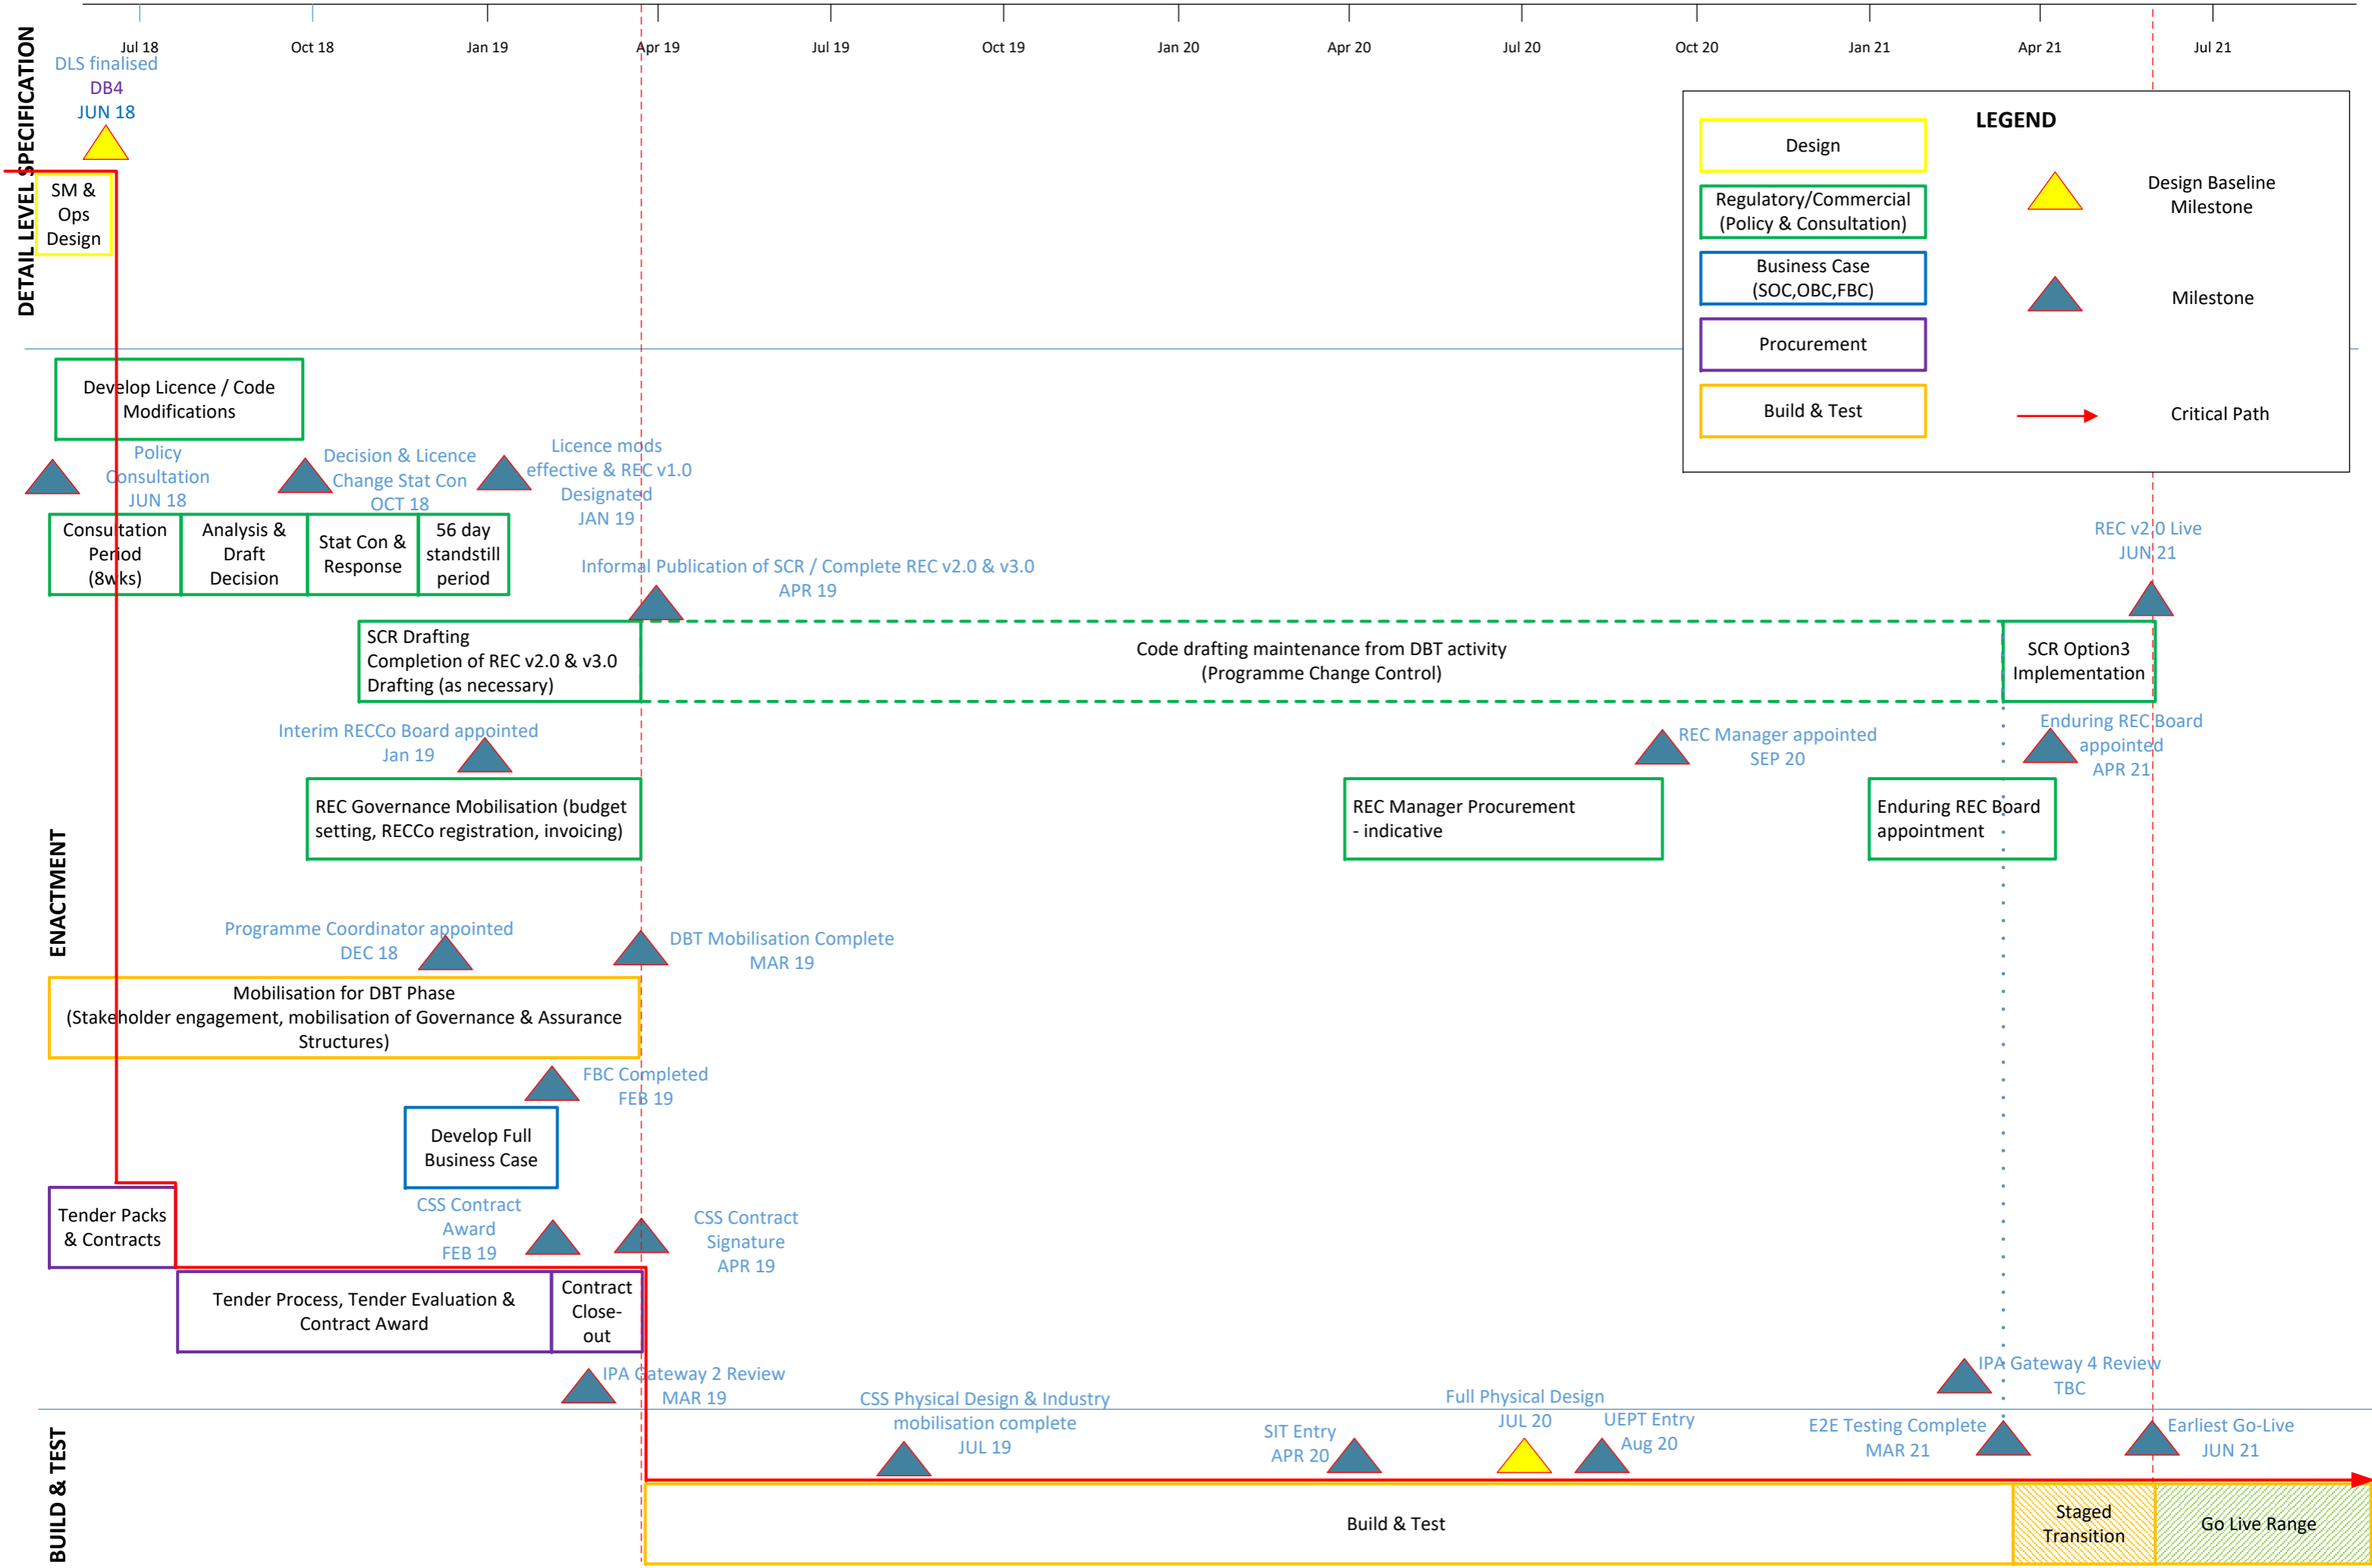 Jul 18
Oct 18
Jan 19
Apr 19
Jul 19
Oct 19
Jan 20
Apr 20
Jul 20
Oct 20
Jan 21
Apr 21
Jul 21
DETAIL LEVEL SPECIFICATION
DLS finalised
DB4
JUN 18
SM &
Ops
Design
LEGEND
Design
Regulatory/Commercial
(Policy & Consultation)
Business Case
(SOC,OBC,FBC)
Procurement
Build & Test
Design Baseline
Milestone
Milestone
Critical Path
ENACTMENT
Develop Licence / Code
Modifications
Policy
Consultation
JUN 18
Decision & Licence
Change Stat Con
OCT 18
Licence mods
effective & REC v1.0
Designated
JAN 19
Consultation
Period
(8wks)
Analysis &
Draft
Decision
Stat Con &
Response
56 day
standstill
period
Informal Publication of SCR / Complete REC v2.0 & v3.0
APR 19
REC v2.0 Live
JUN 21
SCR Drafting
Completion of REC v2.0 & v3.0
Drafting (as necessary)
Code drafting maintenance from DBT activity
(Programme Change Control)
SCR Option3
Implementation
Interim RECCo Board appointed
Jan 19
REC Manager appointed
SEP 20
Enduring REC Board
appointed
APR 21
REC Governance Mobilisation (budget
setting, RECCo registration, invoicing)
REC Manager Procurement
- indicative
Enduring REC Board
appointment
Programme Coordinator appointed
DEC 18
DBT Mobilisation Complete
MAR 19
Mobilisation for DBT Phase
(Stakeholder engagement, mobilisation of Governance & Assurance
Structures)
FBC Completed
FEB 19
Develop Full
Business Case
Tender Packs
& Contracts
CSS Contract
Award
FEB 19
CSS Contract
Signature
APR 19
Tender Process, Tender Evaluation &
Contract Award
Contract
Close-
out
IPA Gateway 2 Review
MAR 19
IPA Gateway 4 Review
TBC
BUILD & TEST
CSS Physical Design & Industry
mobilisation complete
JUL 19
SIT Entry
APR 20
Full Physical Design
JUL 20
UEPT Entry
Aug 20
E2E Testing Complete
MAR 21
Earliest Go-Live
JUN 21
Build & Test
Staged
Transition
Go Live Range